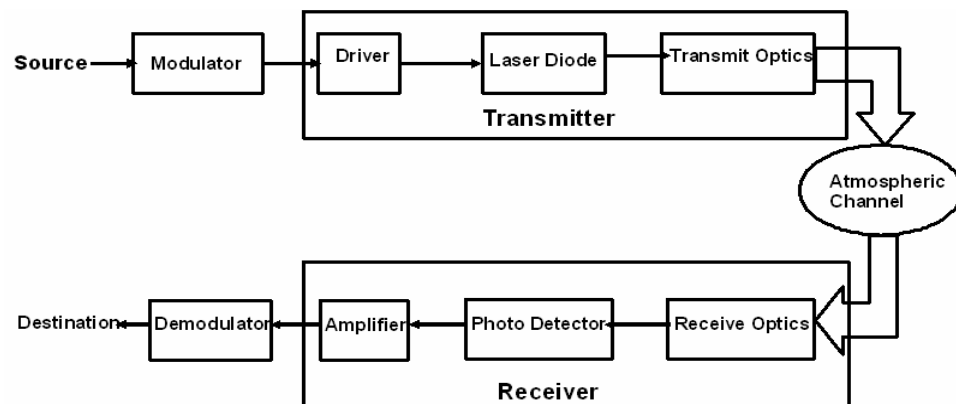 Source
Modulator
Driver
Laser Diode
Transmit Optics
Transmitter
Atmospheric
Channel
Destination
Demodulator
Amplifier
Photo Detector
Receive Optics
Receiver